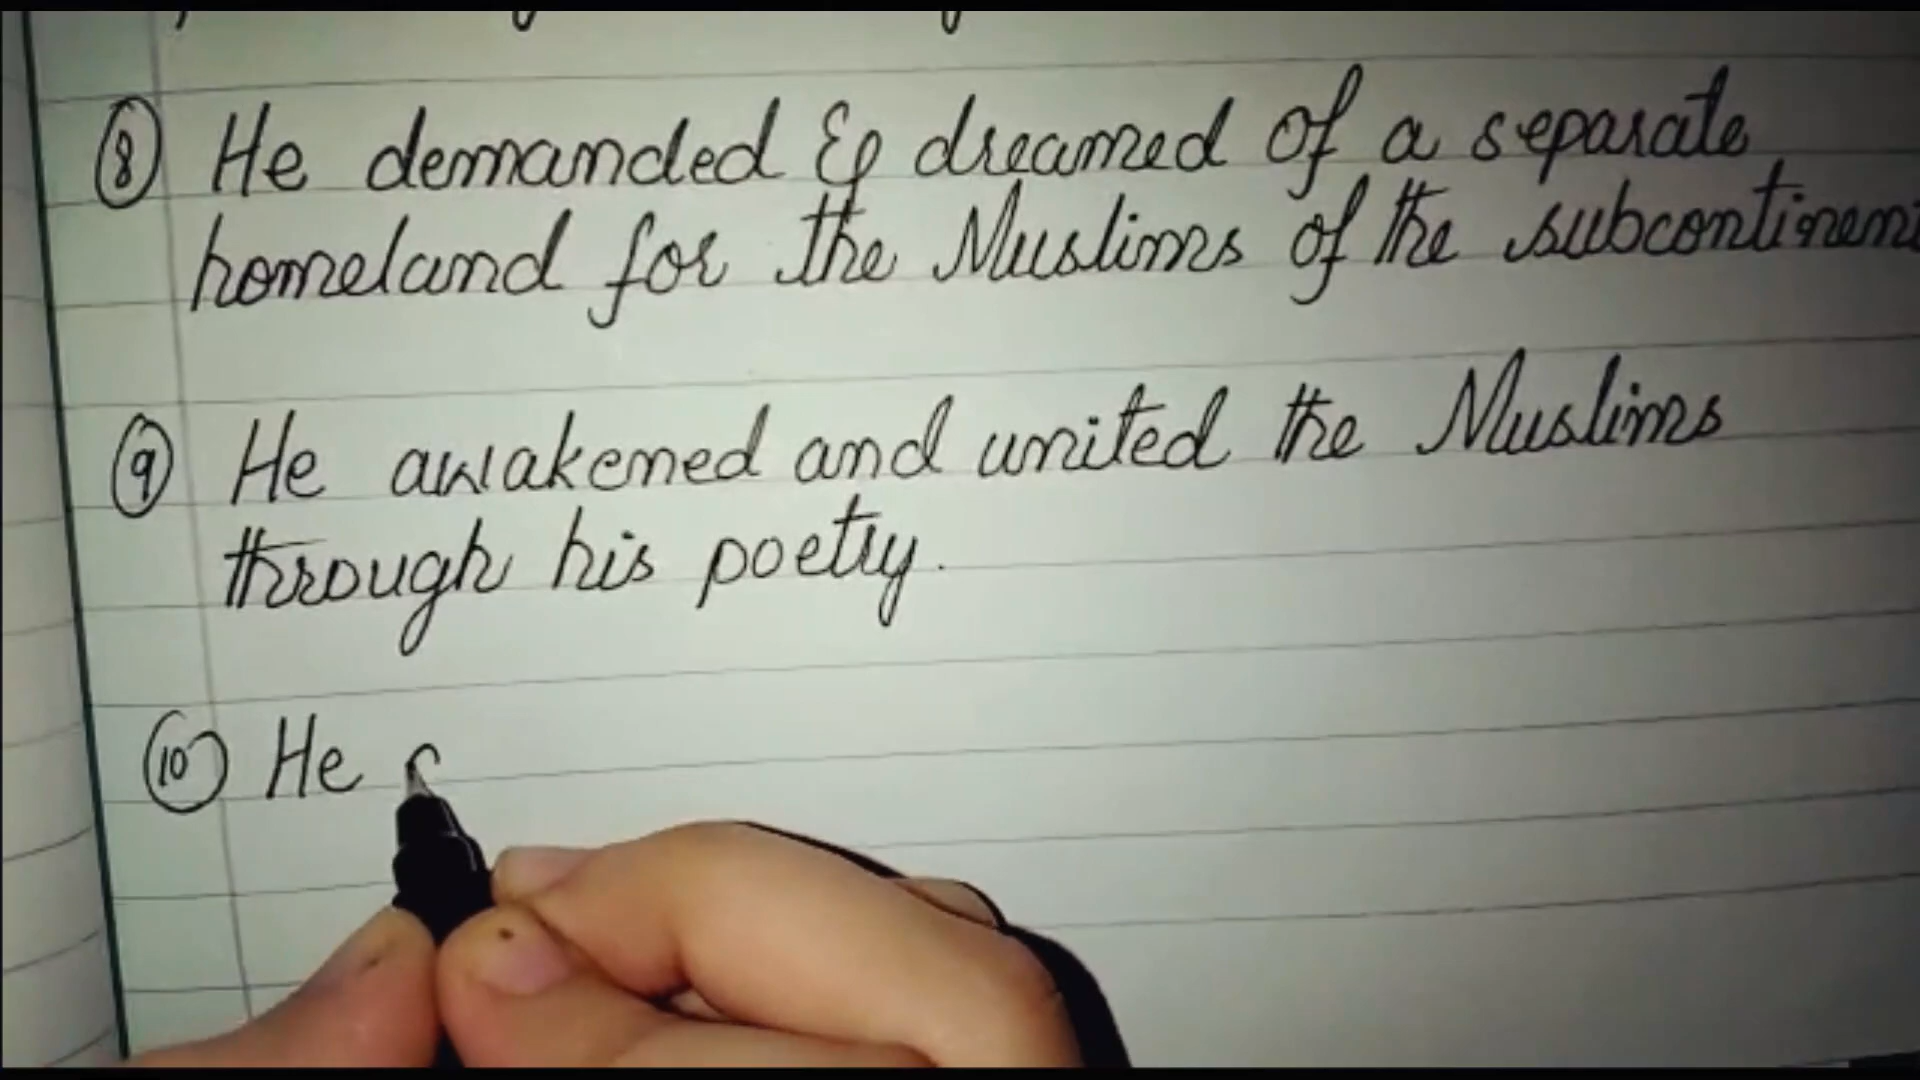 ⑧ He demanded & dreamed of a separate
homeland for the Muslims of the subcontinent
⑨ He awakened and united the Muslims
through his poetry.
⑩ He